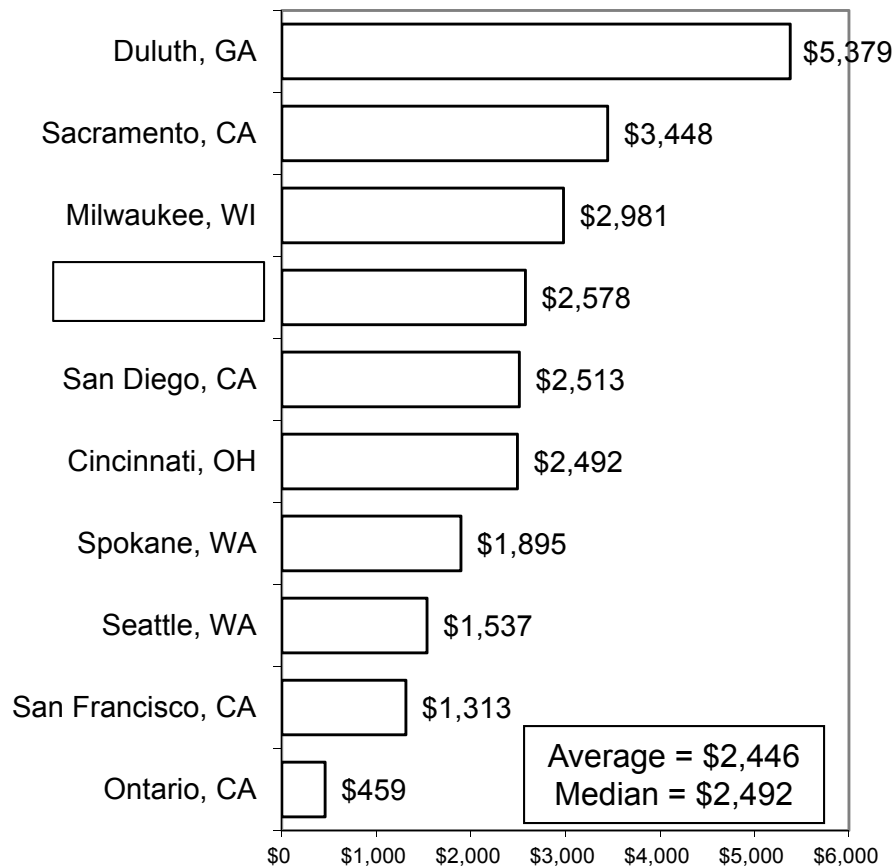 Duluth, GA
$5,379
Sacramento, CA
$3,448
Milwaukee, WI
$2,981
$2,578
San Diego, CA
$2,513
Cincinnati, OH
$2,492
Spokane, WA
$1,895
Seattle, WA
$1,537
San Francisco, CA
$1,313
Ontario, CA
$459
Average = $2,446
Median = $2,492
$0 $1,000 $2,000 $3,000 $4,000 $5,000 $6,000